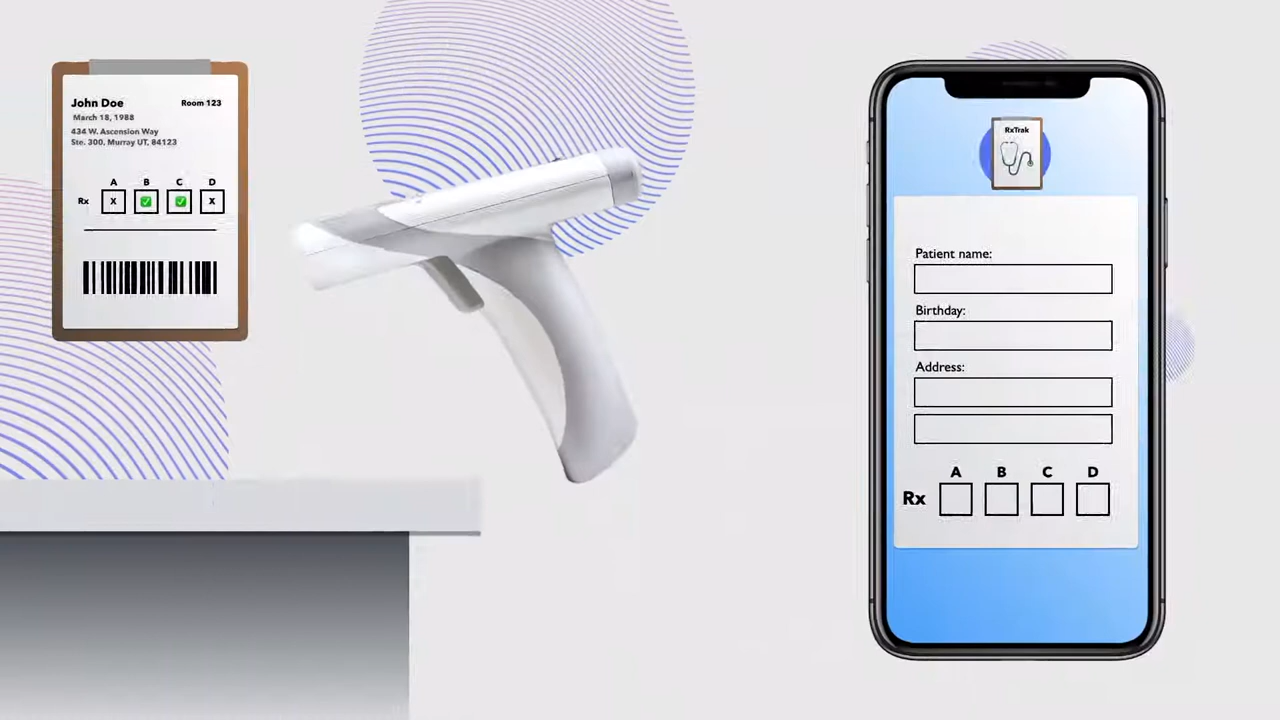 John Doe Room 123
March 18, 1988
434 W. Ascension Way
Ste. 300, Murray UT, 84123
A B C D
Rx X ✅ ✅ X
RxTrak
Patient name:
Birthday:
Address:
A B C D
Rx